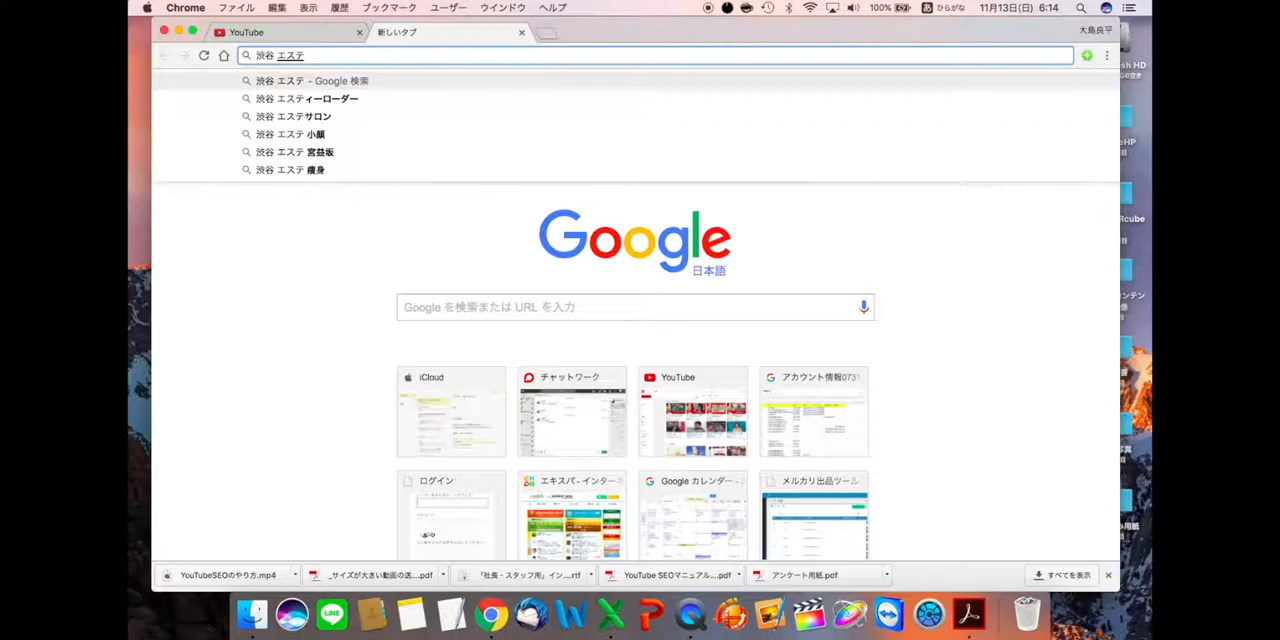 Chrome ファイル 編集 表示 履歴 ブックマーク ユーザー ウインドウ ヘルプ 100% あ ひらがな 11月13日(日) 6:14
YouTube 新しいタブ 大島良平
渋谷 エステ
渋谷 エステ - Google 検索
渋谷 エスティーローダー
渋谷 エステサロン
渋谷 エステ 小顔
渋谷 エステ 宮益坂
渋谷 エステ 痩身
Google
日本語
Google を検索または URL を入力
iCloud チャットワーク YouTube アカウント情報0731
ログイン エキスパ - インターネ Google カレンダー - メルカリ出品ツール
YouTubeSEOのやり方.mp4 _サイズが大きい動画の送....pdf 「社長・スタッフ用」イン....rtf YouTube SEOマニュアル....pdf アンケート用紙.pdf すべてを表示
LINE